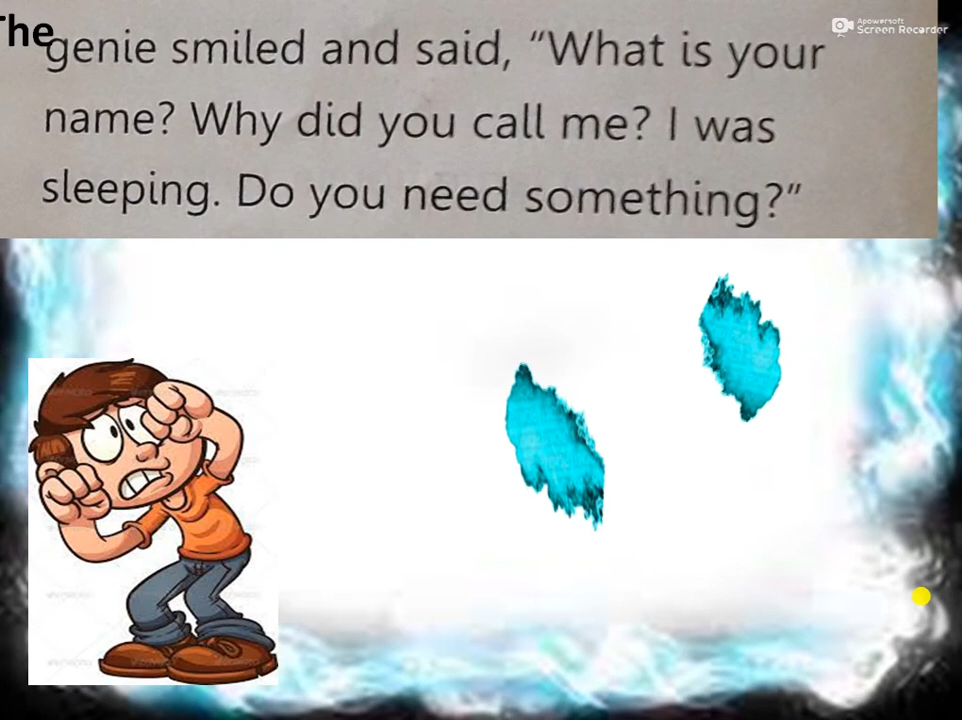 The
genie smiled and said, “What is your
name? Why did you call me? I was
sleeping. Do you need something?”
Apowersoft
Screen Recorder